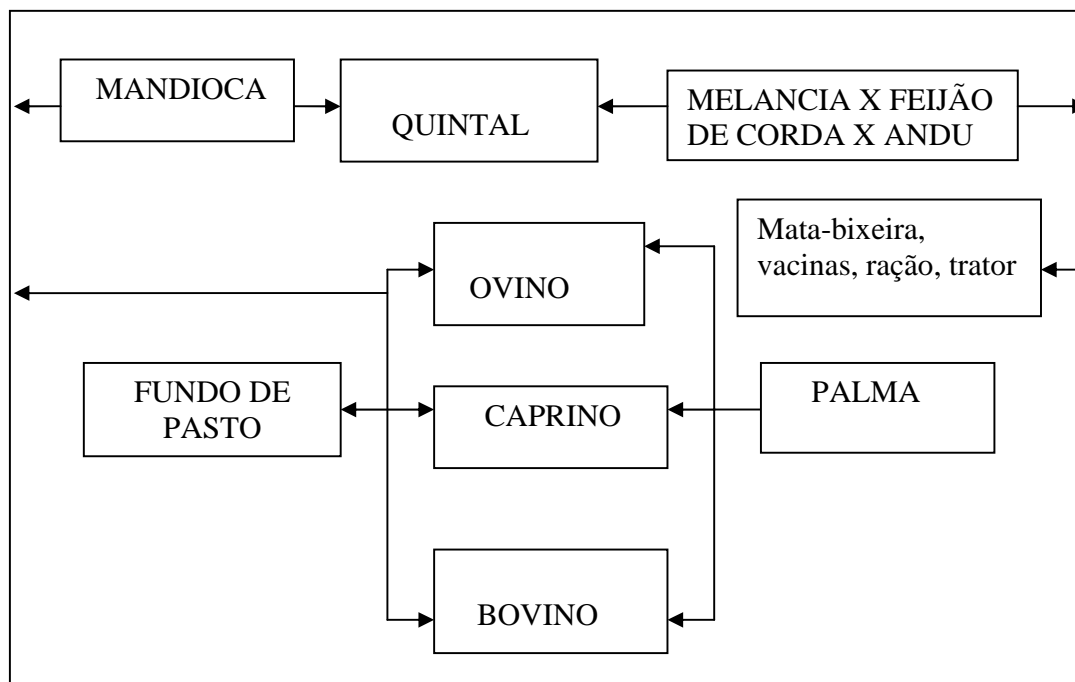 MANDIOCA
QUINTAL
MELANCIA X FEIJÃO
DE CORDA X ANDU
Mata-bixeira,
vacinas, ração, trator
OVINO
FUNDO DE
PASTO
CAPRINO
PALMA
BOVINO